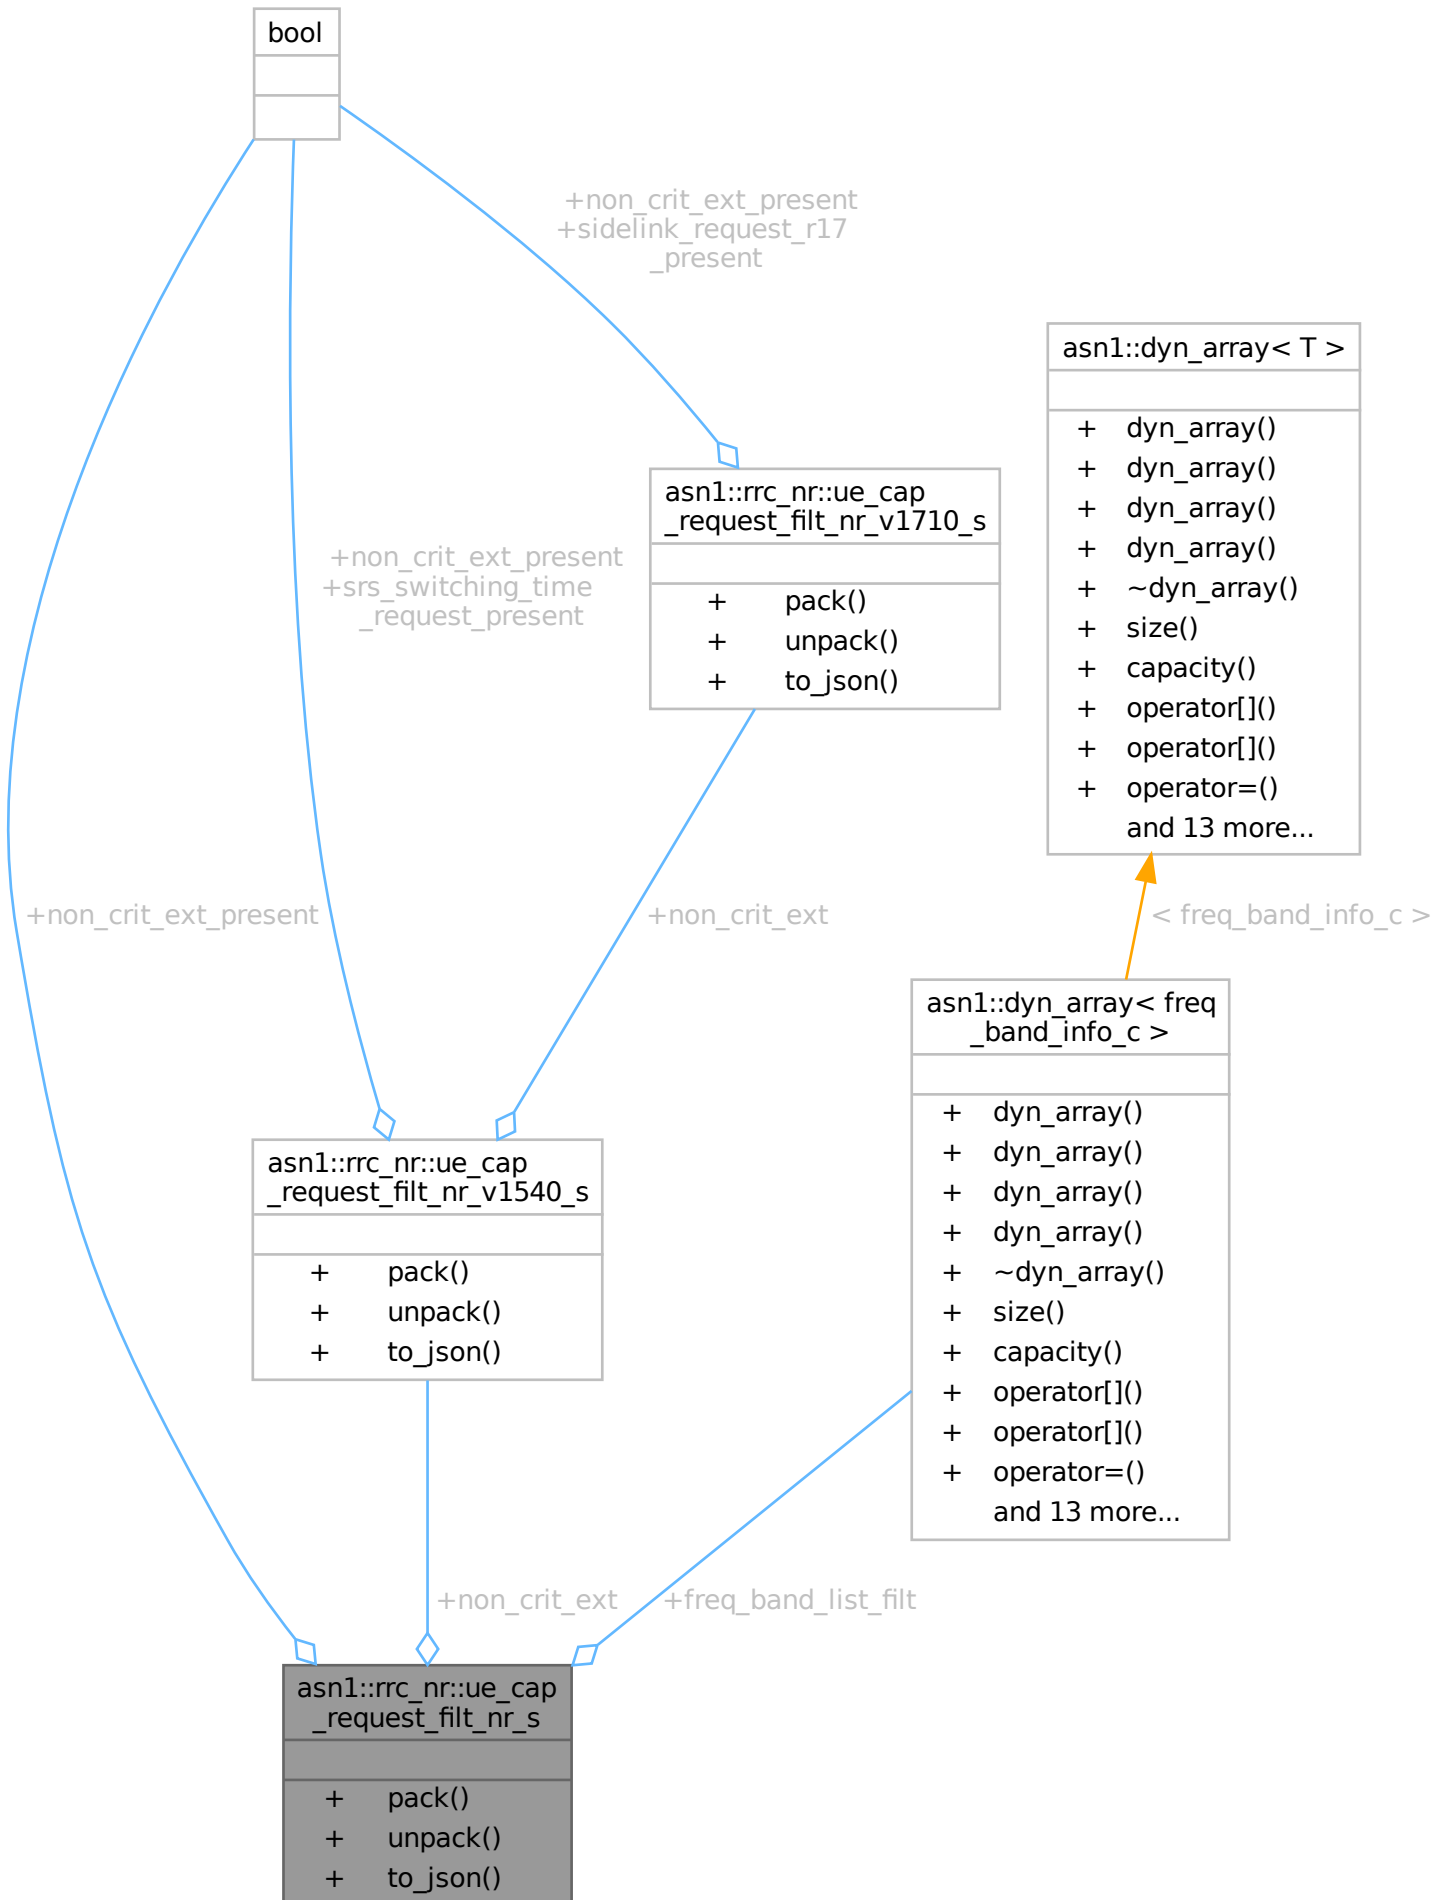 bool
+non_crit_ext_present
+sidelink_request_r17
_present
asn1::dyn_array< T >
+ dyn_array()
+ dyn_array()
+ dyn_array()
+ dyn_array()
+ ~dyn_array()
+ size()
+ capacity()
+ operator[]()
+ operator[]()
+ operator=()
and 13 more...
asn1::rrc_nr::ue_cap
_request_filt_nr_v1710_s
+ pack()
+ unpack()
+ to_json()
+non_crit_ext_present
+srs_switching_time
_request_present
+non_crit_ext_present
+non_crit_ext
< freq_band_info_c >
asn1::dyn_array< freq
_band_info_c >
+ dyn_array()
+ dyn_array()
+ dyn_array()
+ dyn_array()
+ ~dyn_array()
+ size()
+ capacity()
+ operator[]()
+ operator[]()
+ operator=()
and 13 more...
asn1::rrc_nr::ue_cap
_request_filt_nr_v1540_s
+ pack()
+ unpack()
+ to_json()
+non_crit_ext
+freq_band_list_filt
asn1::rrc_nr::ue_cap
_request_filt_nr_s
+ pack()
+ unpack()
+ to_json()